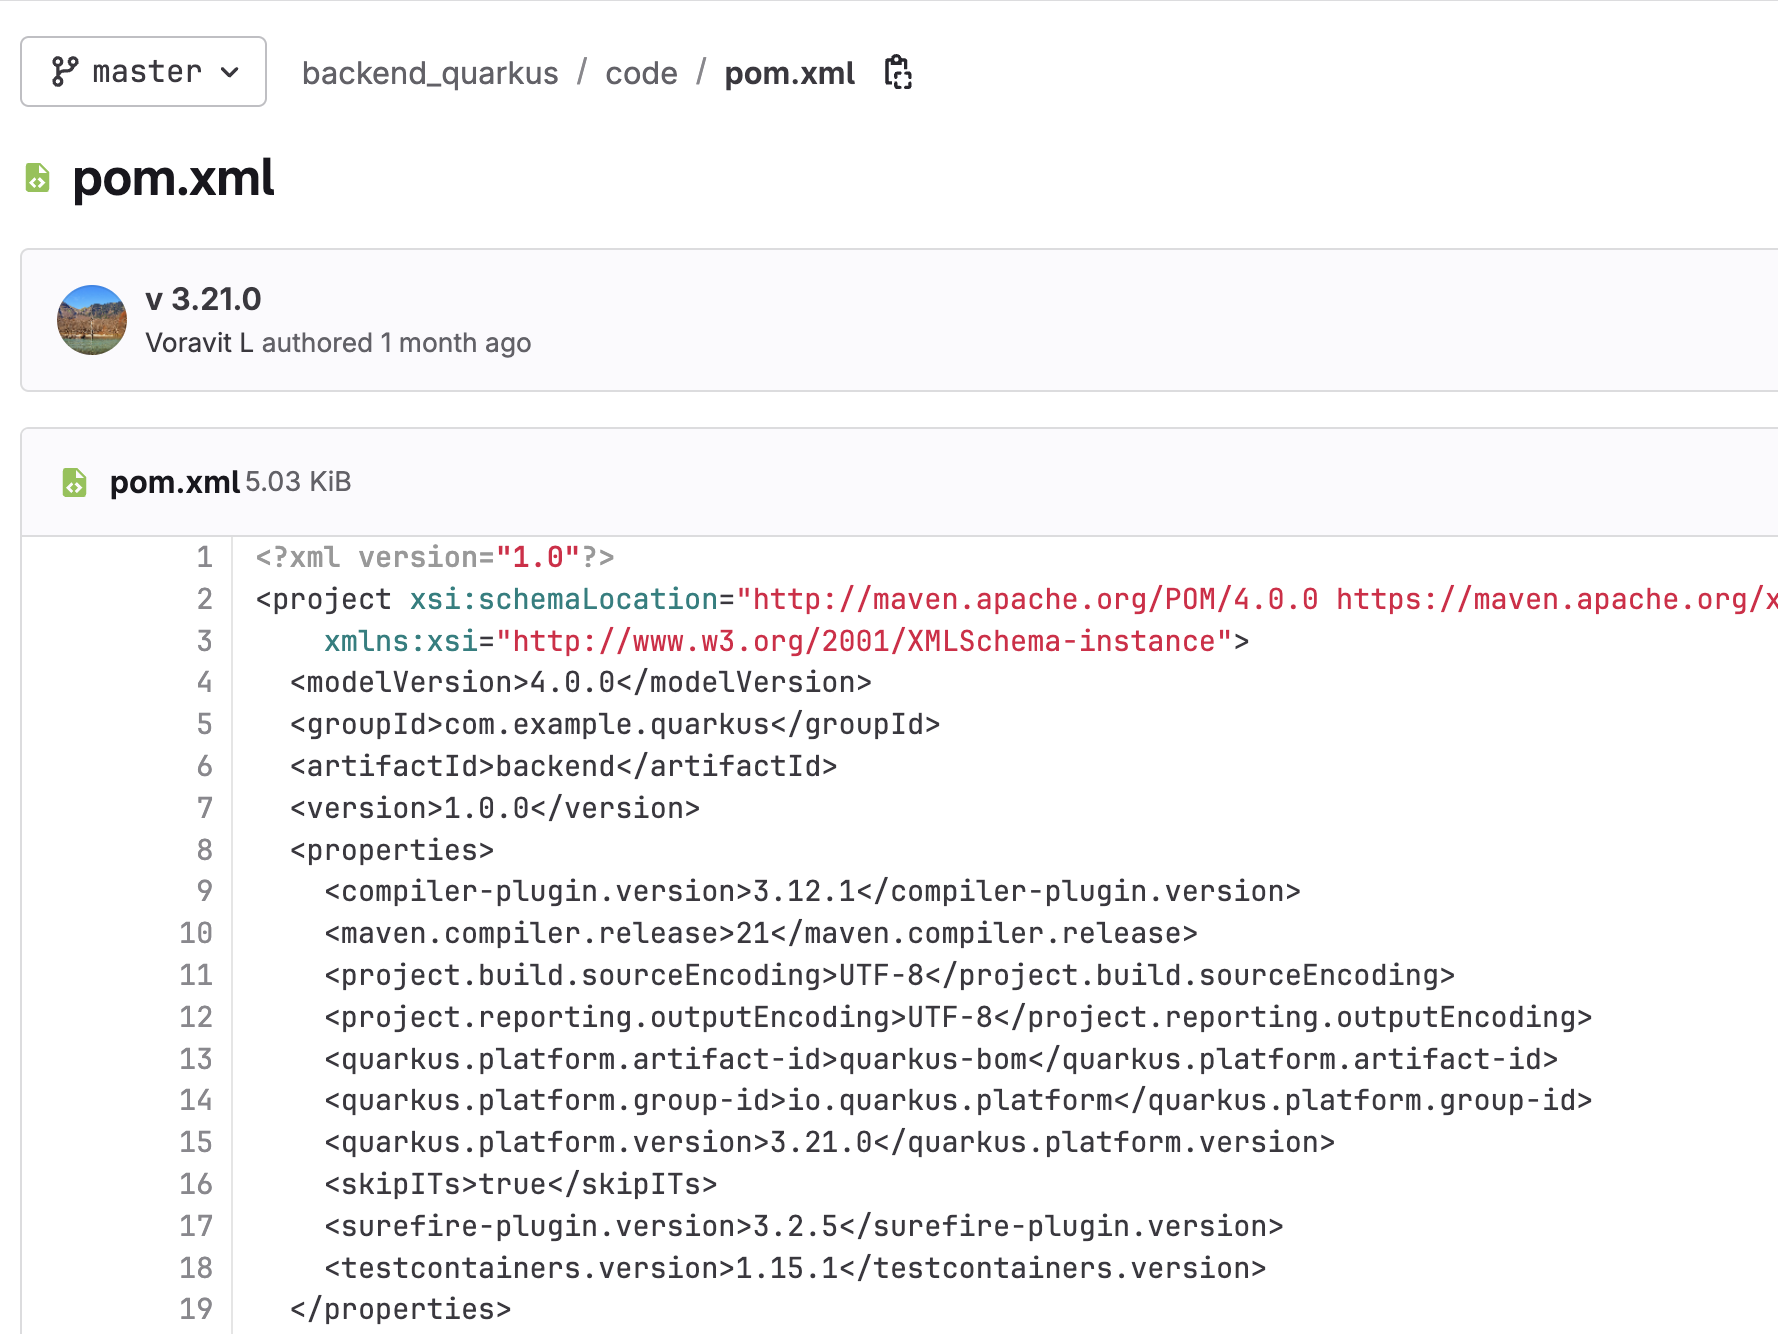 master
backend_quarkus / code / pom.xml
pom.xml
v 3.21.0
Voravit L authored 1 month ago
pom.xml 5.03 KiB
1 <?xml version="1.0"?>
2 <project xsi:schemaLocation="http://maven.apache.org/POM/4.0.0 https://maven.apache.org/x
3 xmlns:xsi="http://www.w3.org/2001/XMLSchema-instance">
4 <modelVersion>4.0.0</modelVersion>
5 <groupId>com.example.quarkus</groupId>
6 <artifactId>backend</artifactId>
7 <version>1.0.0</version>
8 <properties>
9 <compiler-plugin.version>3.12.1</compiler-plugin.version>
10 <maven.compiler.release>21</maven.compiler.release>
11 <project.build.sourceEncoding>UTF-8</project.build.sourceEncoding>
12 <project.reporting.outputEncoding>UTF-8</project.reporting.outputEncoding>
13 <quarkus.platform.artifact-id>quarkus-bom</quarkus.platform.artifact-id>
14 <quarkus.platform.group-id>io.quarkus.platform</quarkus.platform.group-id>
15 <quarkus.platform.version>3.21.0</quarkus.platform.version>
16 <skipITs>true</skipITs>
17 <surefire-plugin.version>3.2.5</surefire-plugin.version>
18 <testcontainers.version>1.15.1</testcontainers.version>
19 </properties>